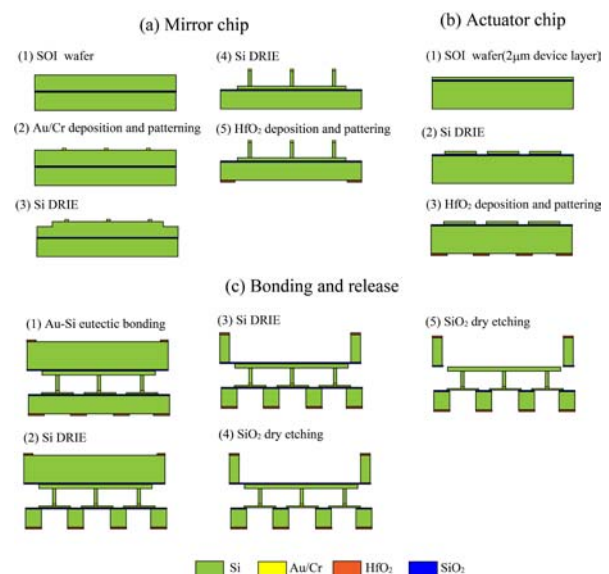 (a) Mirror chip
(1) SOI wafer
(2) Au/Cr deposition and patterning
(3) Si DRIE
(4) Si DRIE
(5) HfO2 deposition and pattering
(b) Actuator chip
(1) SOI wafer(2μm device layer)
(2) Si DRIE
(3) HfO2 deposition and pattering
(c) Bonding and release
(1) Au-Si eutectic bonding
(2) Si DRIE
(3) Si DRIE
(4) SiO2 dry etching
(5) SiO2 dry etching
Si Au/Cr HfO2 SiO2